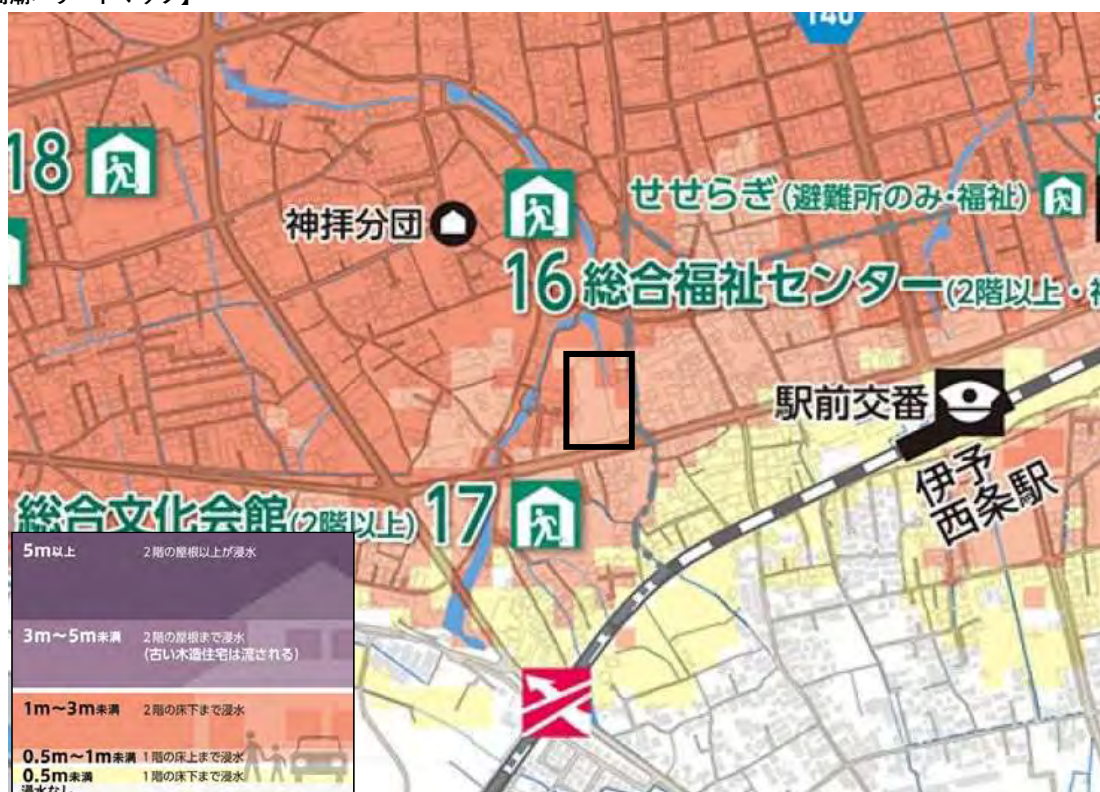 140
18
神拝分団
せせらぎ(避難所のみ・福祉)
16 総合福祉センター(2階以上・
駅前交番
伊予
西条駅
総合文化会館(2階以上) 17
5m以上 2階の屋根以上が浸水
3m〜5m未満 2階の屋根まで浸水
(古い木造住宅は流される)
1m〜3m未満 2階の床下まで浸水
0.5m〜1m未満 1階の床上まで浸水
0.5m未満 1階の床下まで浸水
浸水なし